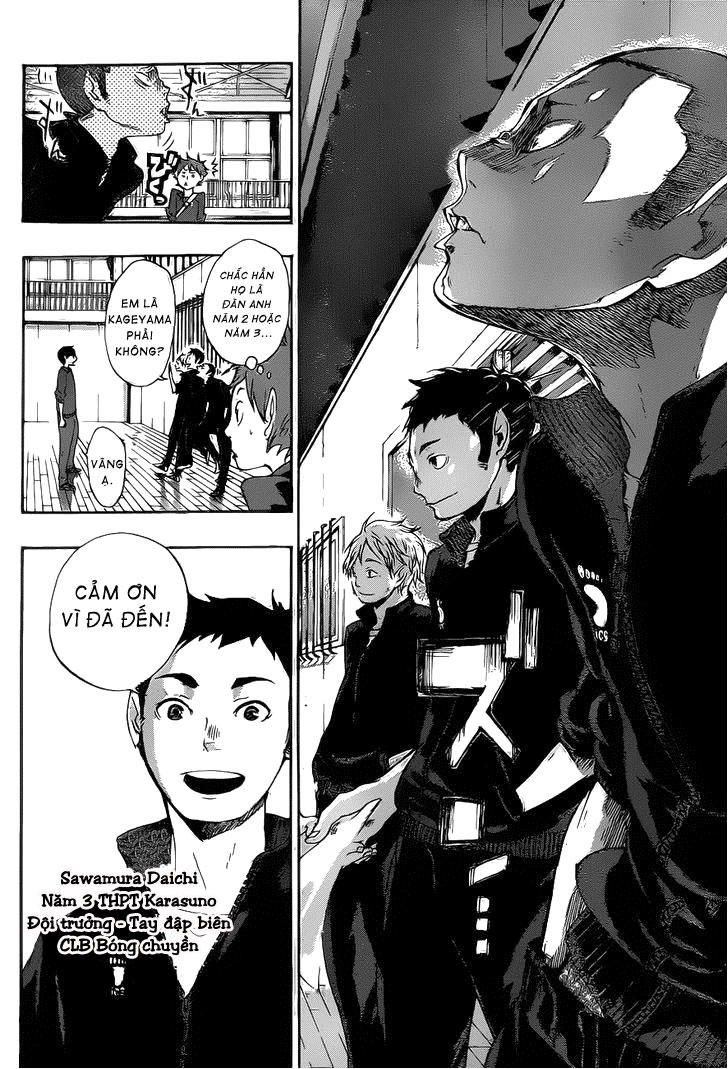 CHẮC HẲN
HỌ LÀ
ĐÀN ANH
NĂM 2 HOẶC
NĂM 3...
EM LÀ
KAGEYAMA
PHẢI
KHÔNG?
VÂNG
Ạ.
CẢM ƠN
VÌ ĐÃ ĐẾN!
Sawamura Daichi
Năm 3 THPT Karasuno
Đội trưởng - Tay đập biên
CLB Bóng chuyền